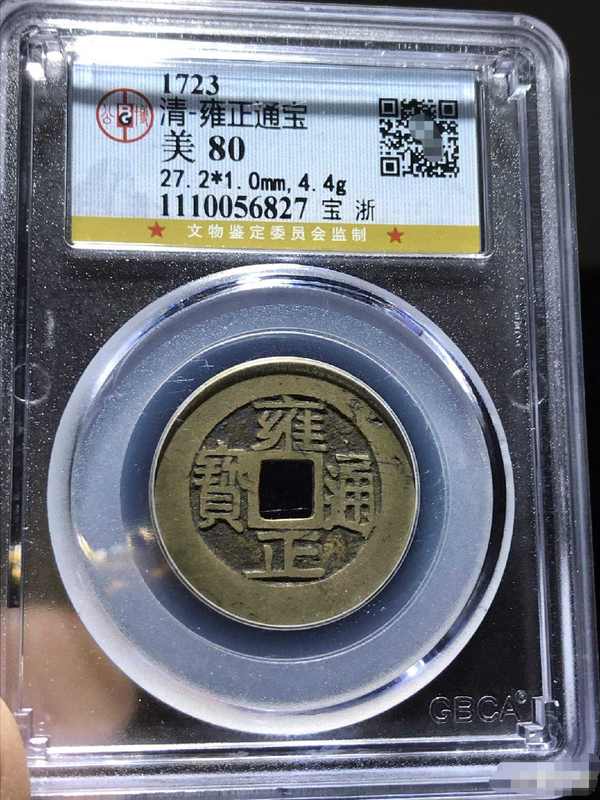 1723
清-雍正通宝
美 80
27.2*1.0mm,4.4g
1110056827 宝 浙
★ 文物鉴定委员会监制 ★
雍正通寶
GBCA